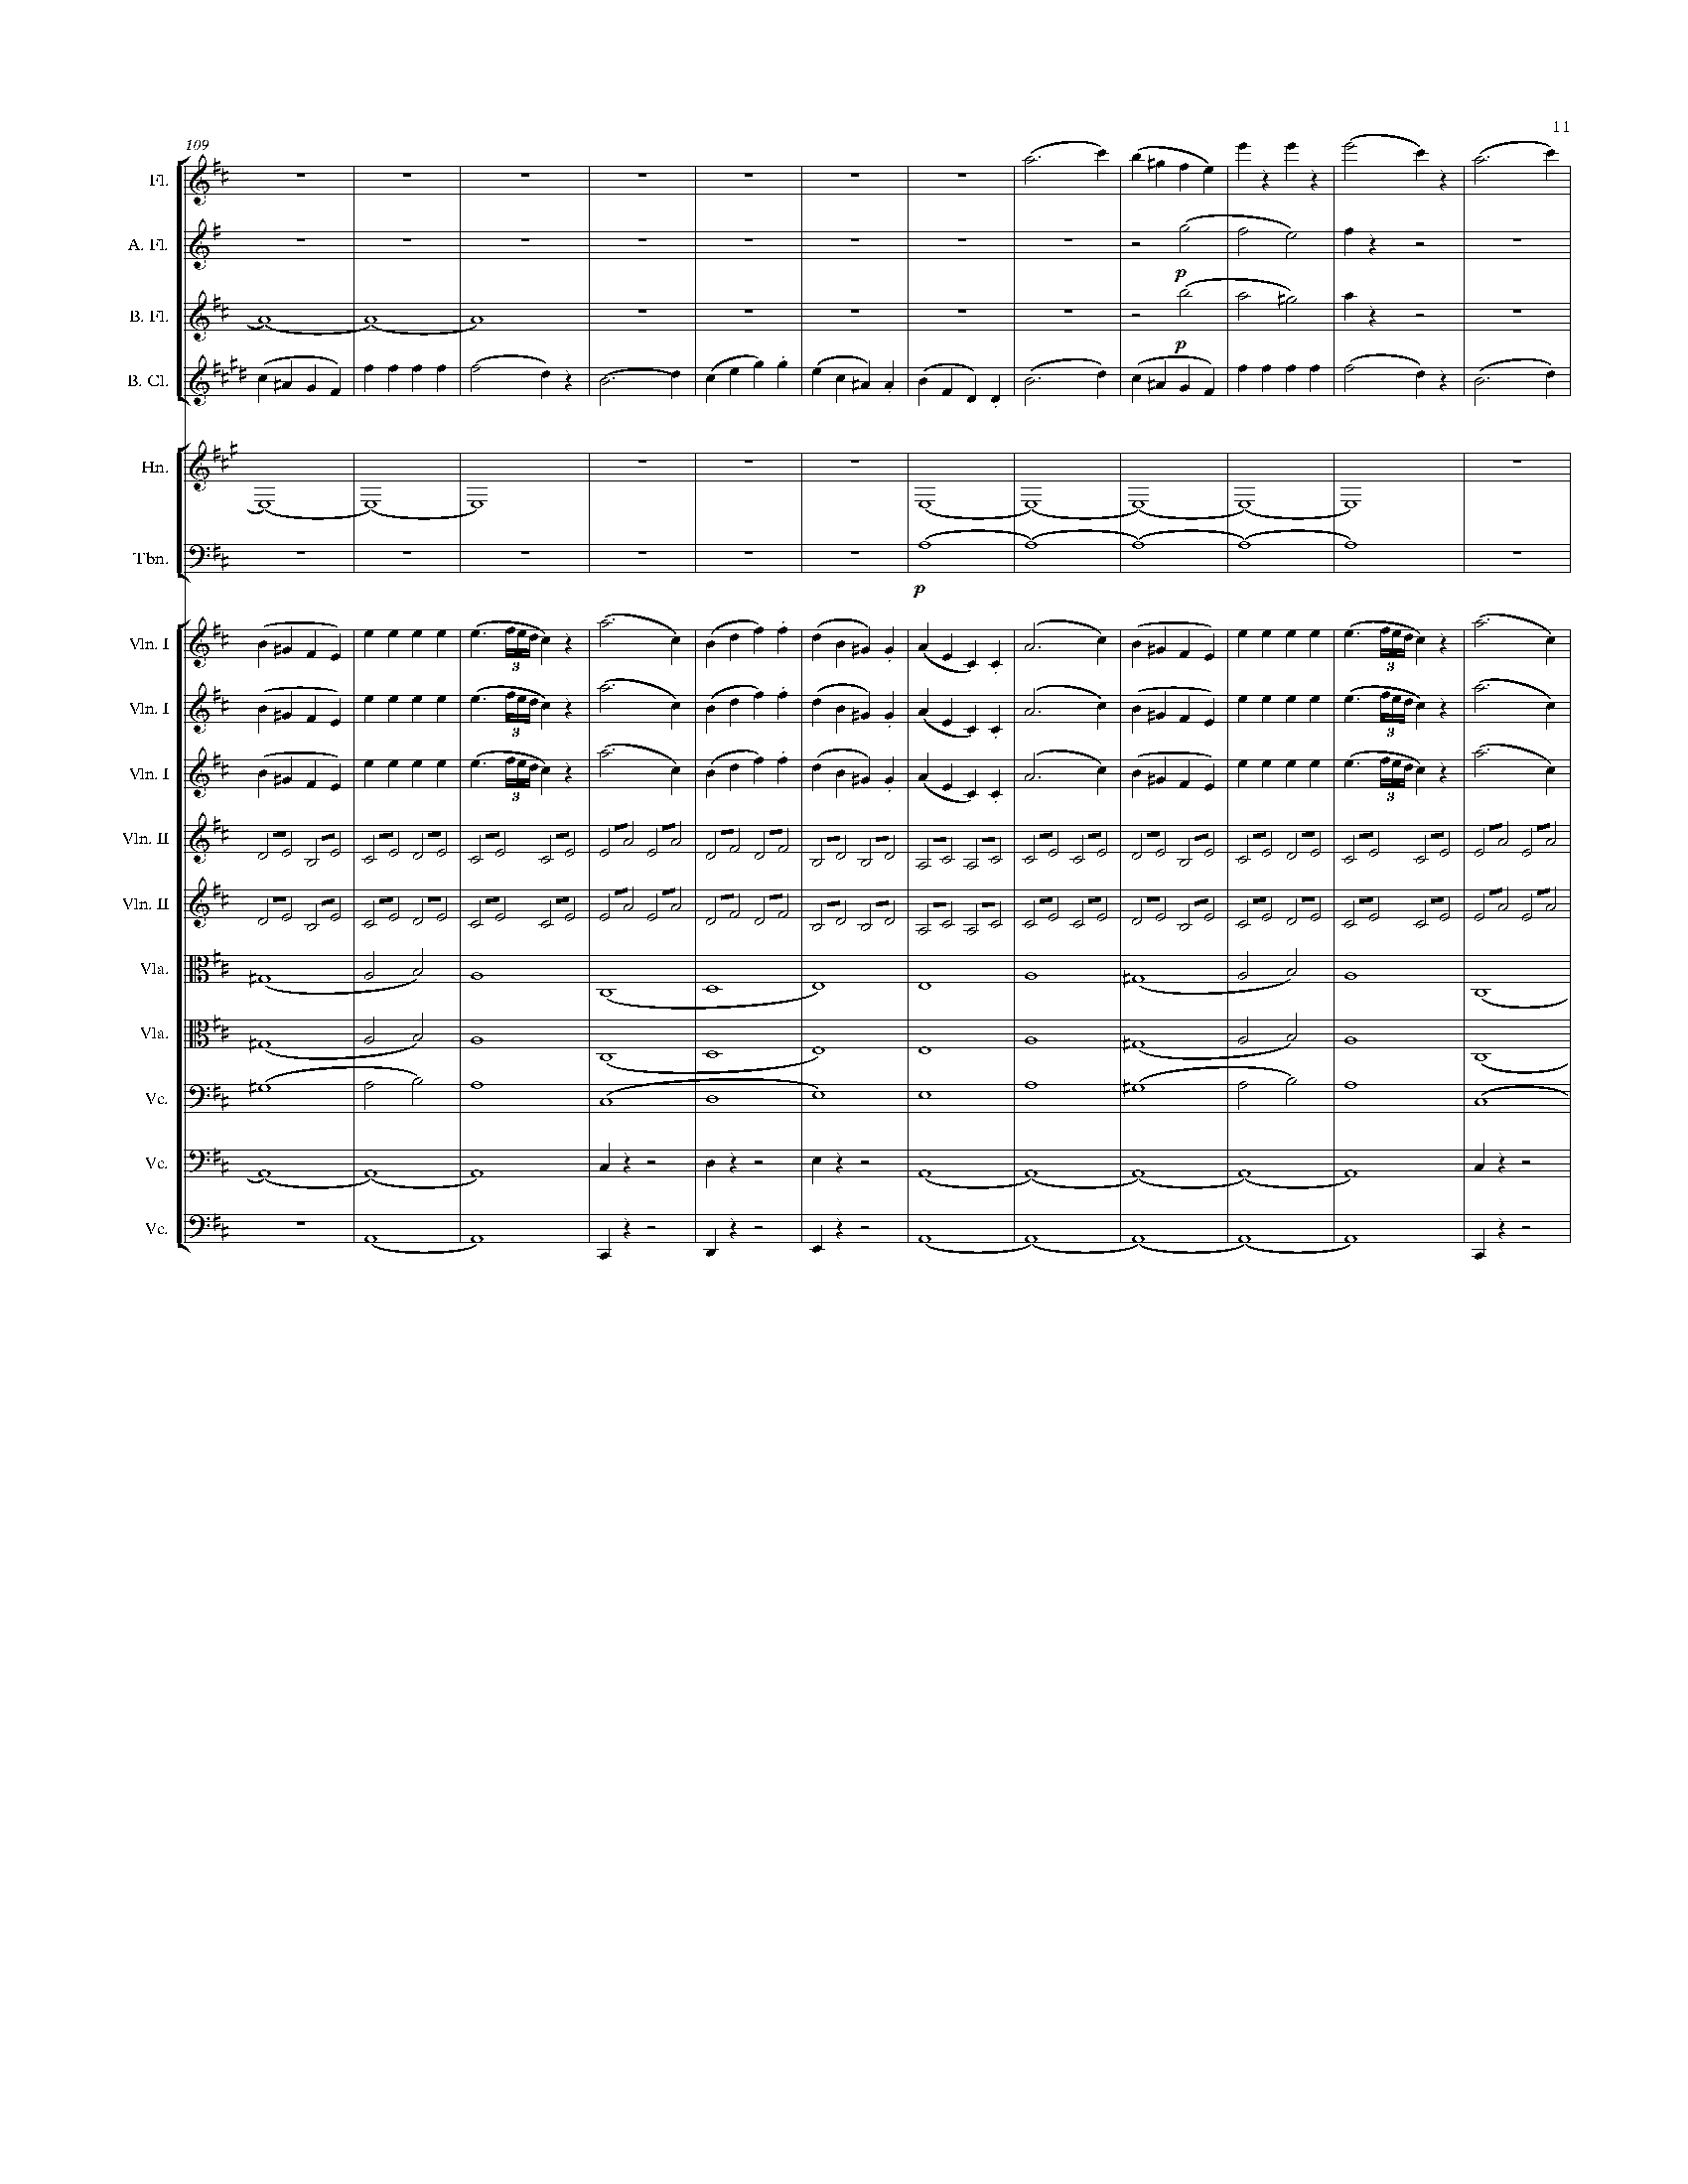 11
109
Fl.
A. Fl.
p
B. Fl.
p
B. Cl.
Hn.
Tbn.
p
Vln. I
3
3
Vln. I
3
3
Vln. I
3
3
Vln. II
Vln. II
Vla.
Vla.
Vc.
Vc.
Vc.